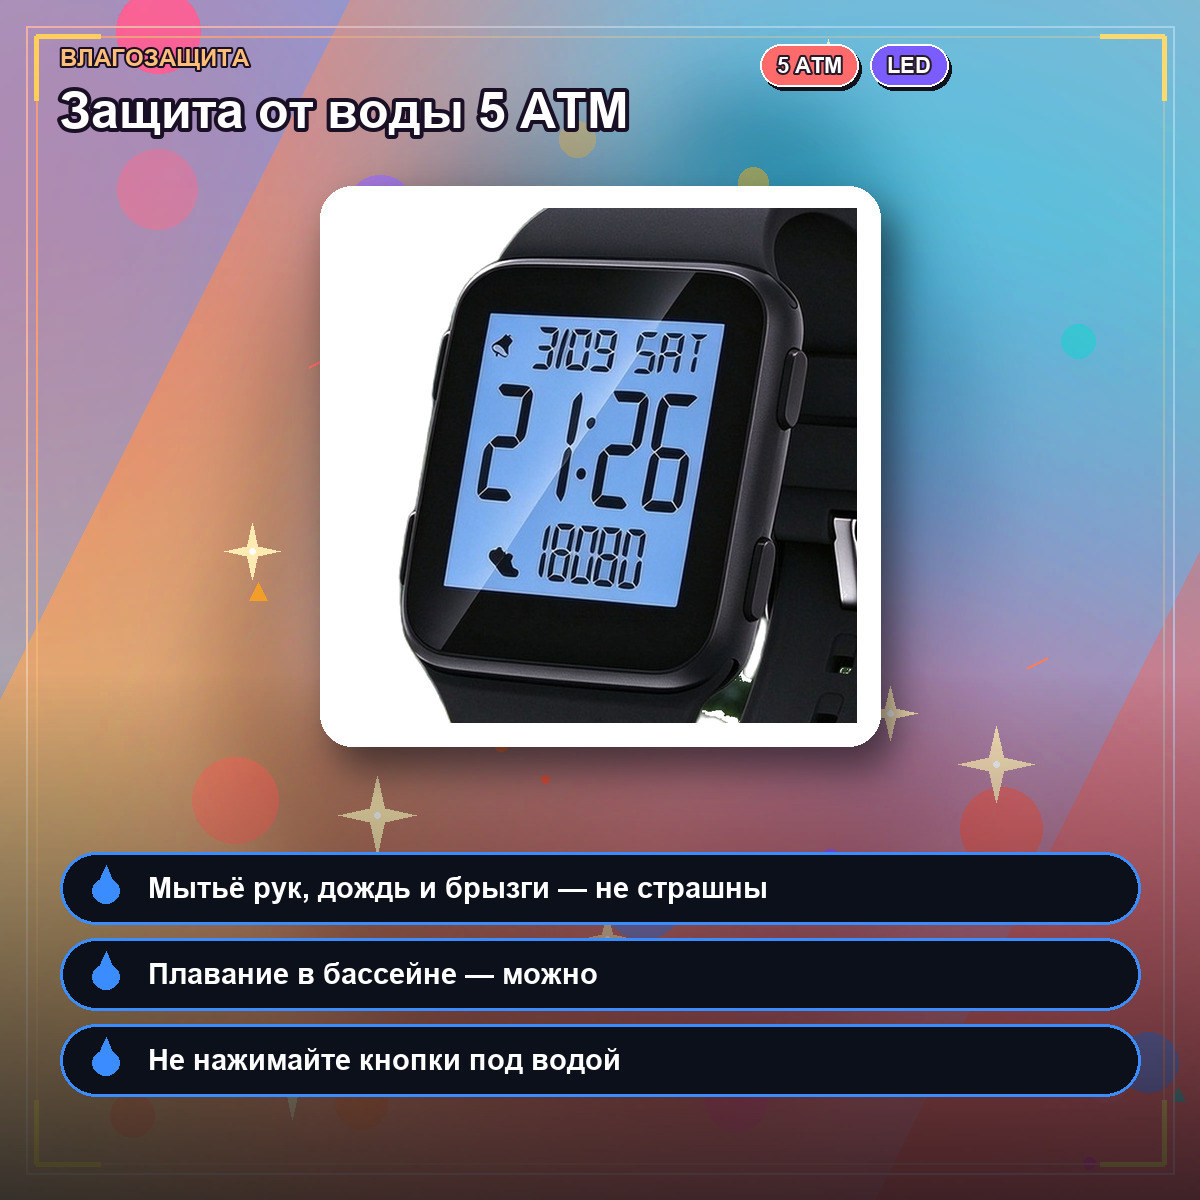 ВЛАГОЗАЩИТА
Защита от воды 5 ATM
5 ATM
LED
3/09 SAT
21:26
18080
Мытьё рук, дождь и брызги — не страшны
Плавание в бассейне — можно
Не нажимайте кнопки под водой